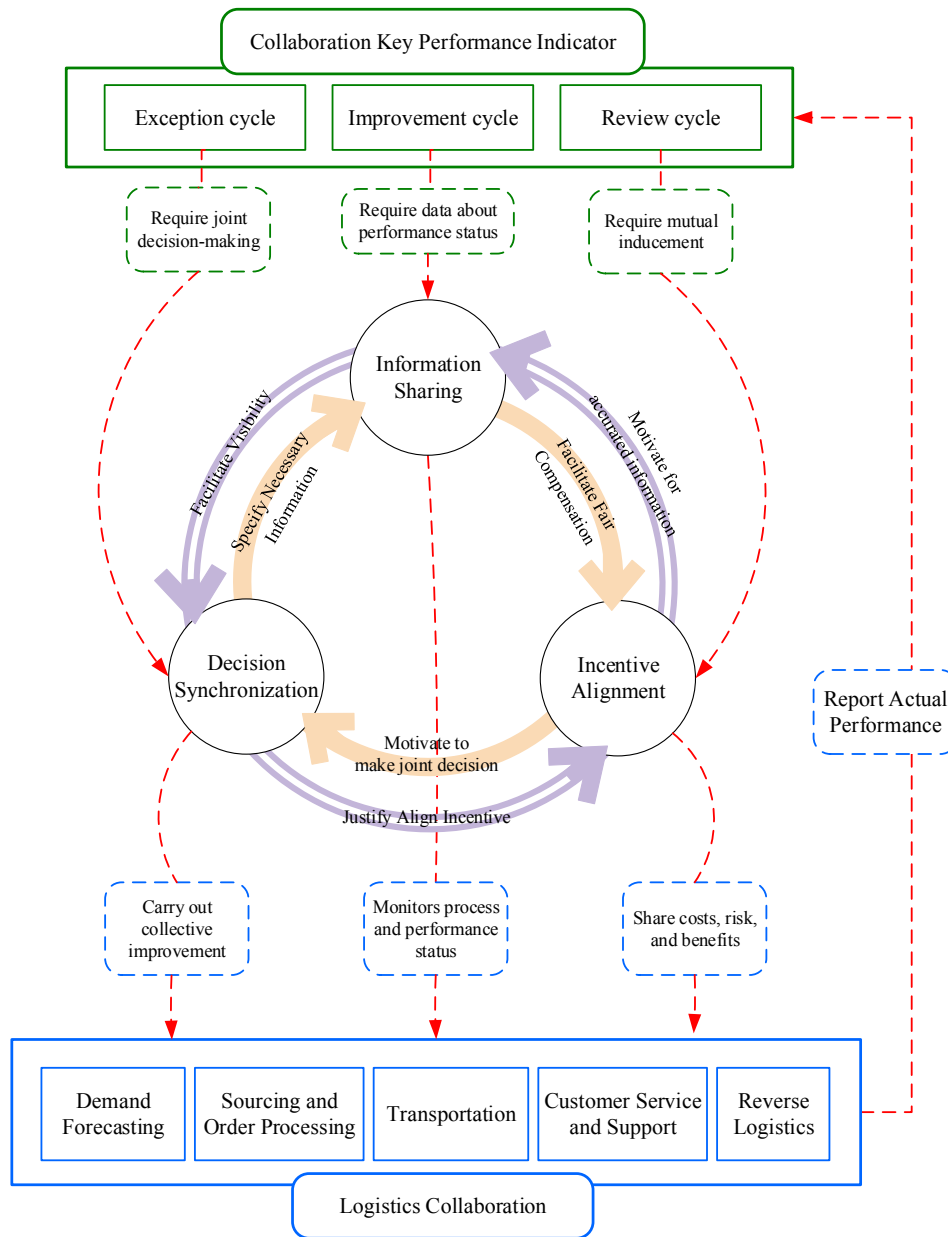 Collaboration Key Performance Indicator
Exception cycle
Improvement cycle
Review cycle
Require joint
decision-making
Require data about
performance status
Require mutual
inducement
Information
Sharing
Facilitate Visibility
Specify Necessary
Information
Motivate for
accurated information
Facilitate Fair
Compensation
Decision
Synchronization
Incentive
Alignment
Report Actual
Performance
Motivate to
make joint decision
Justify Align Incentive
Carry out
collective
improvement
Monitors process
and performance
status
Share costs, risk,
and benefits
Demand
Forecasting
Sourcing and
Order Processing
Transportation
Customer Service
and Support
Reverse
Logistics
Logistics Collaboration